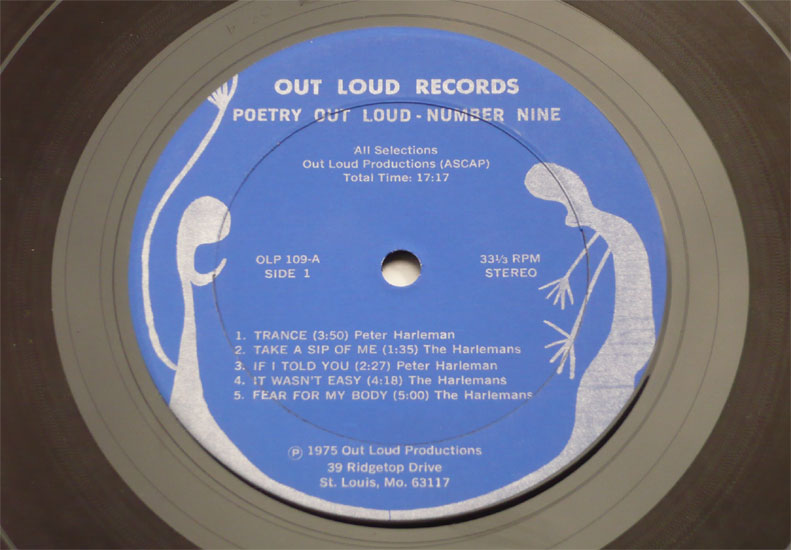 OUT LOUD RECORDS
POETRY OUT LOUD - NUMBER NINE
All Selections
Out Loud Productions (ASCAP)
Total Time: 17:17
OLP 109-A
SIDE 1
33⅓ RPM
STEREO
1. TRANCE (3:50) Peter Harleman
2. TAKE A SIP OF ME (1:35) The Harlemans
3. IF I TOLD YOU (2:27) Peter Harleman
4. IT WASN'T EASY (4:18) The Harlemans
5. FEAR FOR MY BODY (5:00) The Harlemans
℗ 1975 Out Loud Productions
39 Ridgetop Drive
St. Louis, Mo. 63117